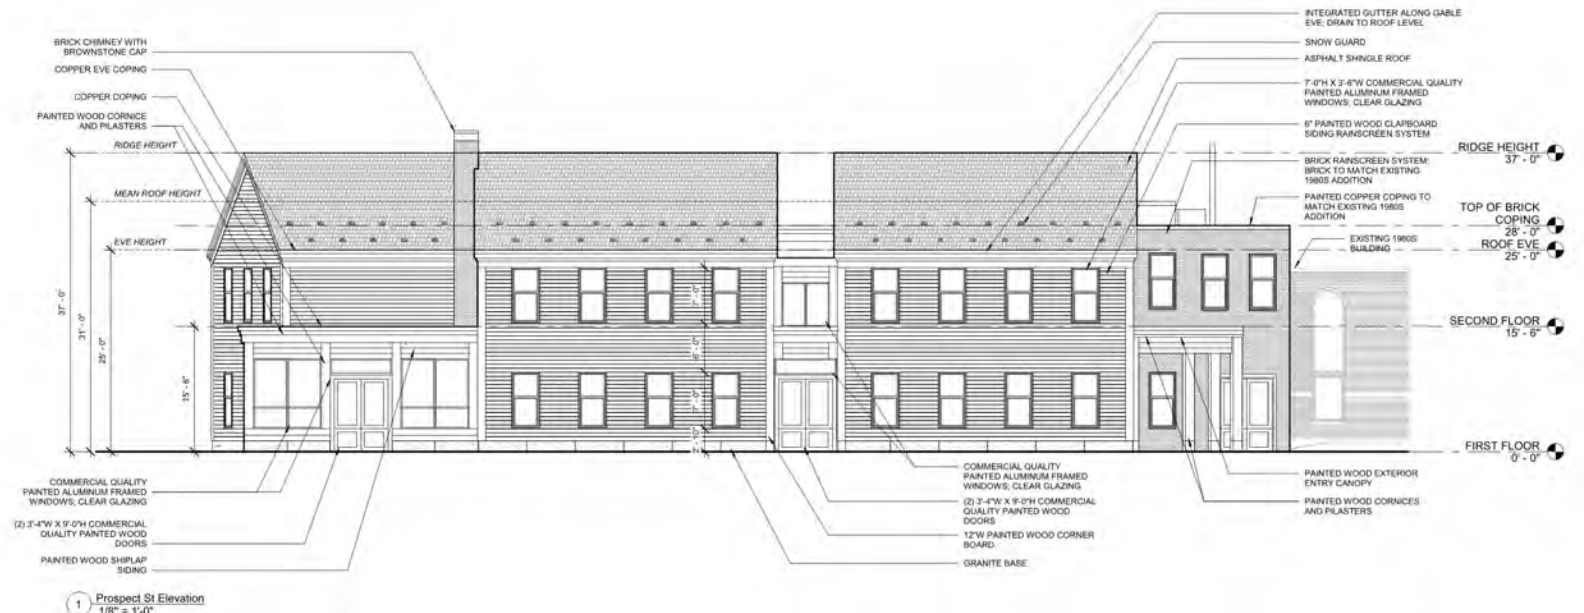 BRICK CHIMNEY WITH
BROWNSTONE CAP
COPPER EVE COPING
COPPER COPING
PAINTED WOOD CORNICE
AND PILASTERS
RIDGE HEIGHT
MEAN ROOF HEIGHT
EVE HEIGHT
37' - 0"
31' - 0"
25' - 0"
15' - 6"
7'-0"
6'-0"
7'-0"
2'-10"
INTEGRATED GUTTER ALONG GABLE
EVE; DRAIN TO ROOF LEVEL
SNOW GUARD
ASPHALT SHINGLE ROOF
7'-0"H X 3'-6"W COMMERCIAL QUALITY
PAINTED ALUMINUM FRAMED
WINDOWS; CLEAR GLAZING
6" PAINTED WOOD CLAPBOARD
SIDING RAINSCREEN SYSTEM
BRICK RAINSCREEN SYSTEM;
BRICK TO MATCH EXISTING
1980S ADDITION
PAINTED COPPER COPING TO
MATCH EXISTING 1980S
ADDITION
EXISTING 1980S
BUILDING
RIDGE HEIGHT
37' - 0"
TOP OF BRICK
COPING
28' - 0"
ROOF EVE
25' - 0"
SECOND FLOOR
15' - 6"
FIRST FLOOR
0' - 0"
COMMERCIAL QUALITY
PAINTED ALUMINUM FRAMED
WINDOWS; CLEAR GLAZING
(2) 3'-4"W X 9'-0"H COMMERCIAL
QUALITY PAINTED WOOD
DOORS
PAINTED WOOD SHIPLAP
SIDING
COMMERCIAL QUALITY
PAINTED ALUMINUM FRAMED
WINDOWS; CLEAR GLAZING
(2) 3'-4"W X 9'-0"H COMMERCIAL
QUALITY PAINTED WOOD
DOORS
12"W PAINTED WOOD CORNER
BOARD
GRANITE BASE
PAINTED WOOD EXTERIOR
ENTRY CANOPY
PAINTED WOOD CORNICES
AND PILASTERS
1 Prospect St Elevation
1/8" = 1'-0"